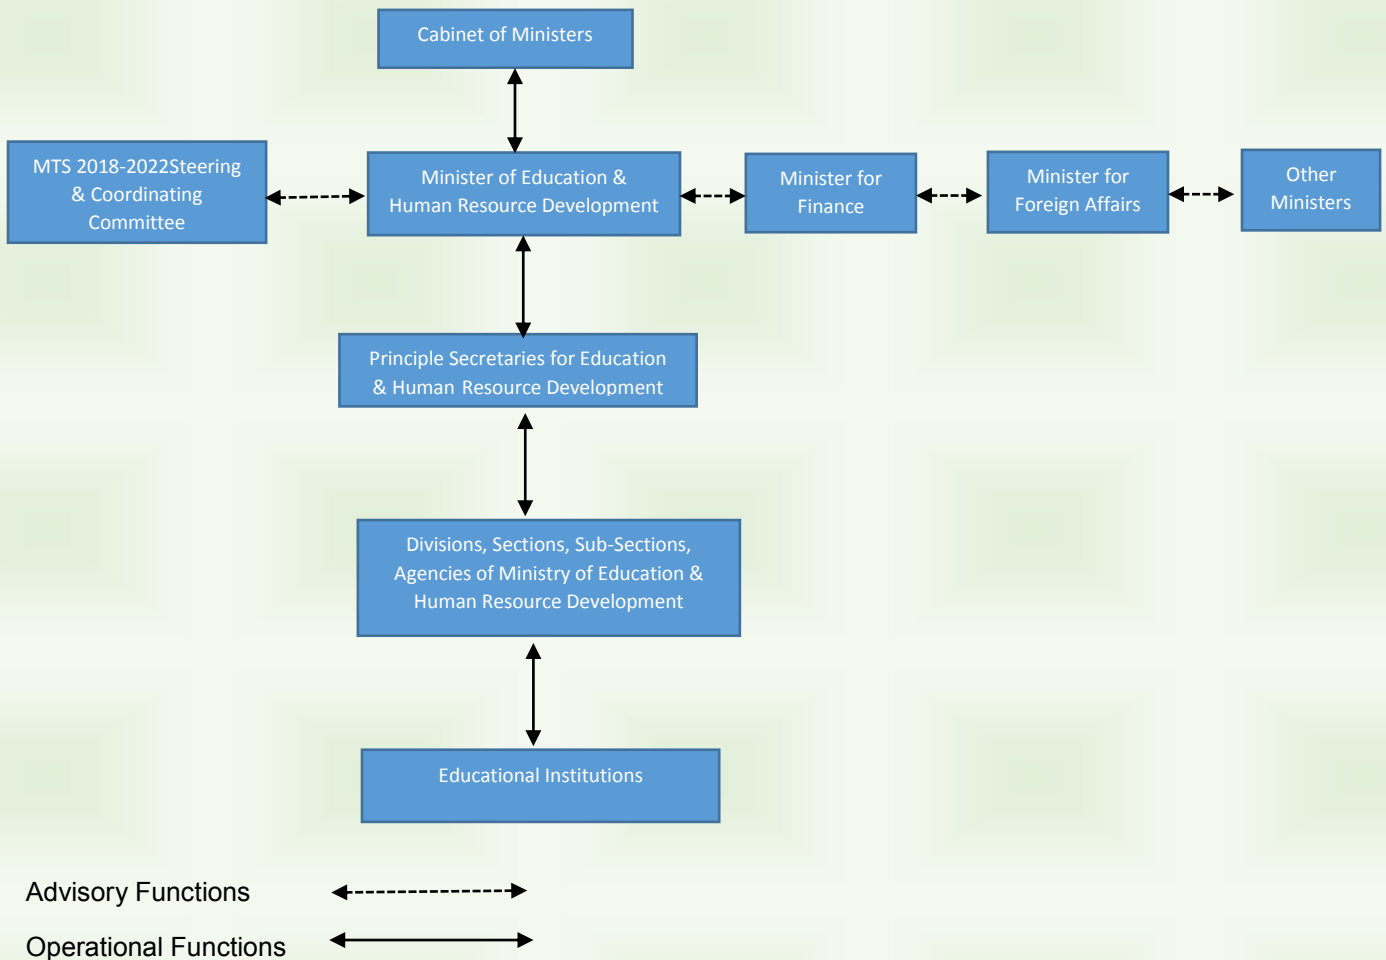 Cabinet of Ministers
MTS 2018-2022Steering
& Coordinating
Committee
Minister of Education &
Human Resource Development
Minister for
Finance
Minister for
Foreign Affairs
Other
Ministers
Principle Secretaries for Education
& Human Resource Development
Divisions, Sections, Sub-Sections,
Agencies of Ministry of Education &
Human Resource Development
Educational Institutions
Advisory Functions
Operational Functions